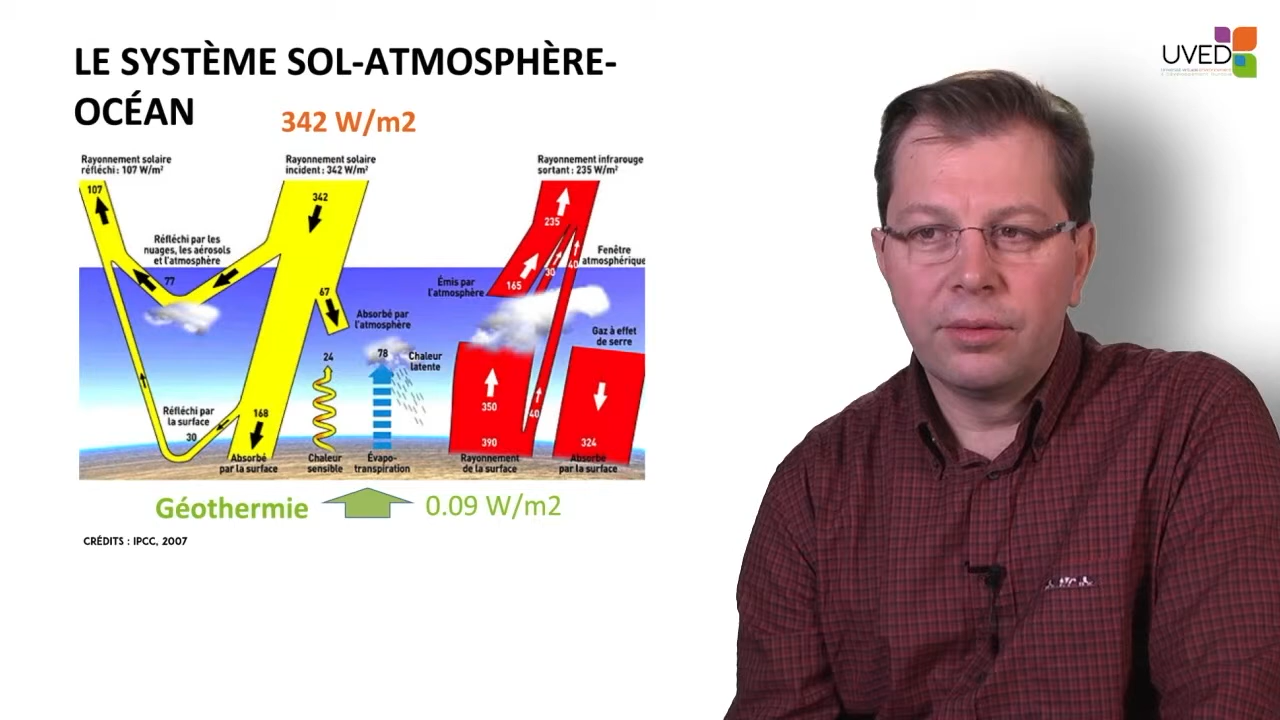 LE SYSTÈME SOL-ATMOSPHÈRE-
OCÉAN
342 W/m2
UVED
Rayonnement solaire
réfléchi : 107 W/m²
Rayonnement solaire
incident : 342 W/m²
Rayonnement infrarouge
sortant : 235 W/m²
107
342
235
Réfléchi par les
nuages, les aérosols
et l'atmosphère
77
67
Émis par
l'atmosphère
165
30
40
Fenêtre
atmosphérique
Absorbé par
l'atmosphère
Gaz à effet
de serre
24
78
Chaleur
latente
350
40
Réfléchi par
la surface
30
168
390
324
Absorbé
par la surface
Chaleur
sensible
Évapo-
transpiration
Rayonnement
de la surface
Absorbé
par la surface
Géothermie
0.09 W/m2
CRÉDITS : IPCC, 2007